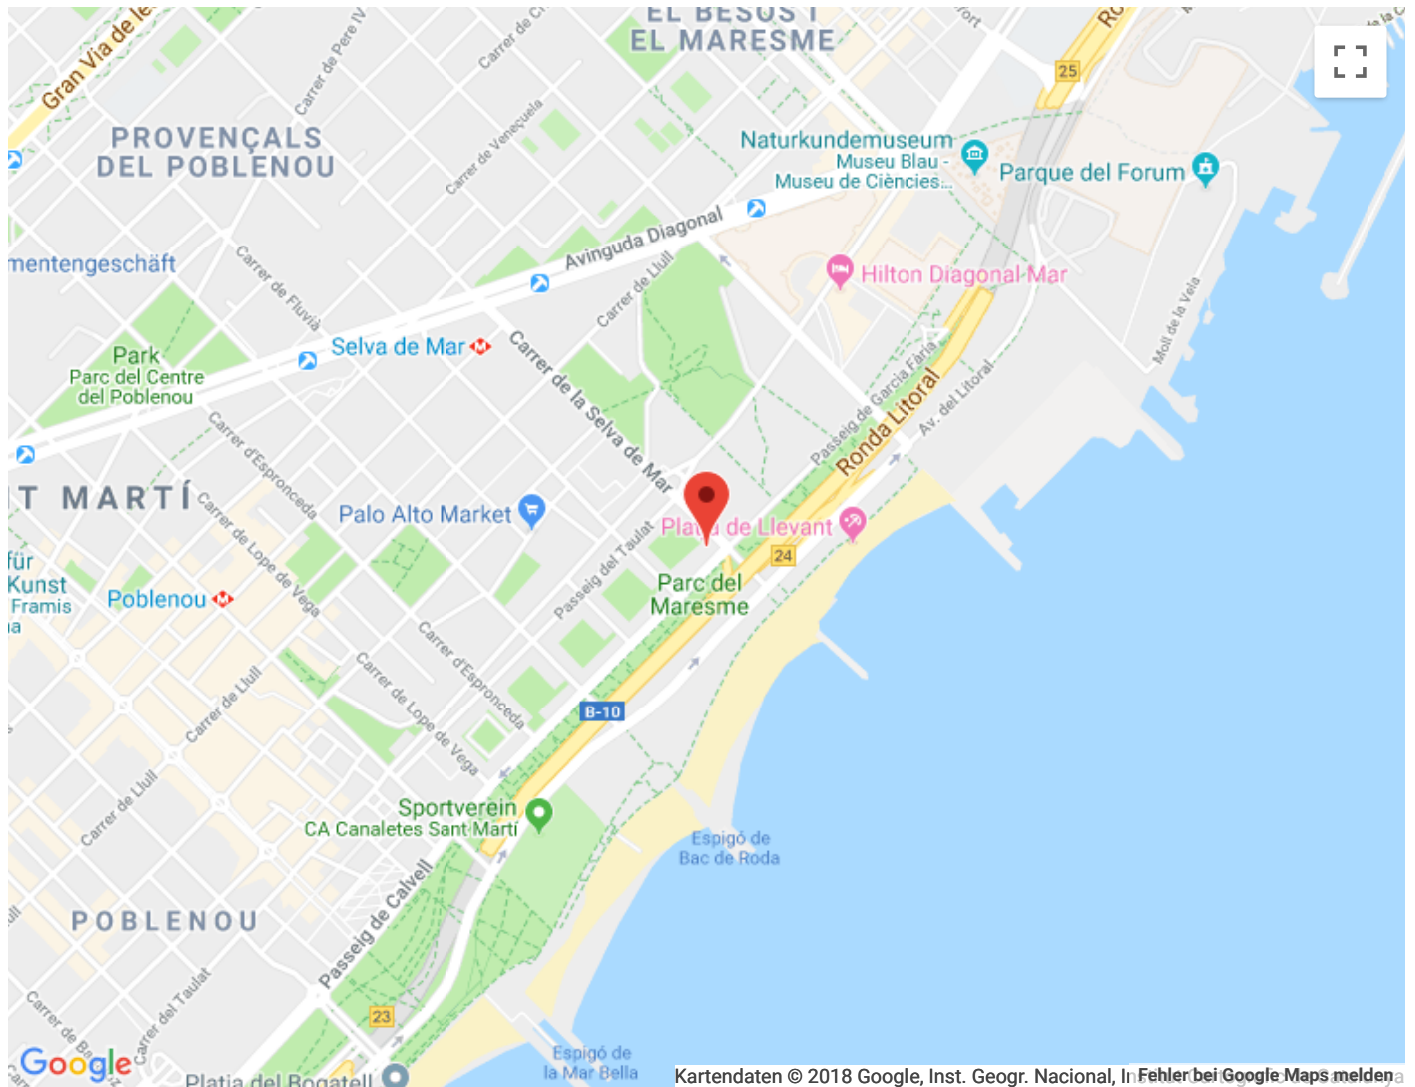 EL BESÒS I
EL MARESME
Gran Via de les
Carrer de Pere IV
Carrer de
25
PROVENÇALS
DEL POBLENOU
Carrer de Veneçuela
Naturkundemuseum
Museu Blau -
Museu de Ciències...
Parque del Forum
Avinguda Diagonal
mentengeschäft
Carrer de Fluvià
Carrer de Llull
Hilton Diagonal Mar
Moll de la Vela
Selva de Mar
Carrer de la Selva de Mar
Park
Parc del Centre
del Poblenou
Passeig de Garcia Fària
Ronda Litoral
Av. del Litoral
Carrer d'Espronceda
T MARTÍ
Carrer de Lope de Vega
Palo Alto Market
Passeig del Taulat
Platja de Llevant
24
für
Kunst
Framis
na
Poblenou
Parc del
Maresme
Carrer d'Espronceda
Carrer de Lope de Vega
Carrer de Llull
B-10
Carrer de Llull
Sportverein
CA Canaletes Sant Martí
Espigó de
Bac de Roda
Passeig de Calvell
POBLENOU
Carrer del Taulat
Carrer de
23
Google
Platja del Bogatell
Espigó de
la Mar Bella
Kartendaten © 2018 Google, Inst. Geogr. Nacional, In
Fehler bei Google Maps melden